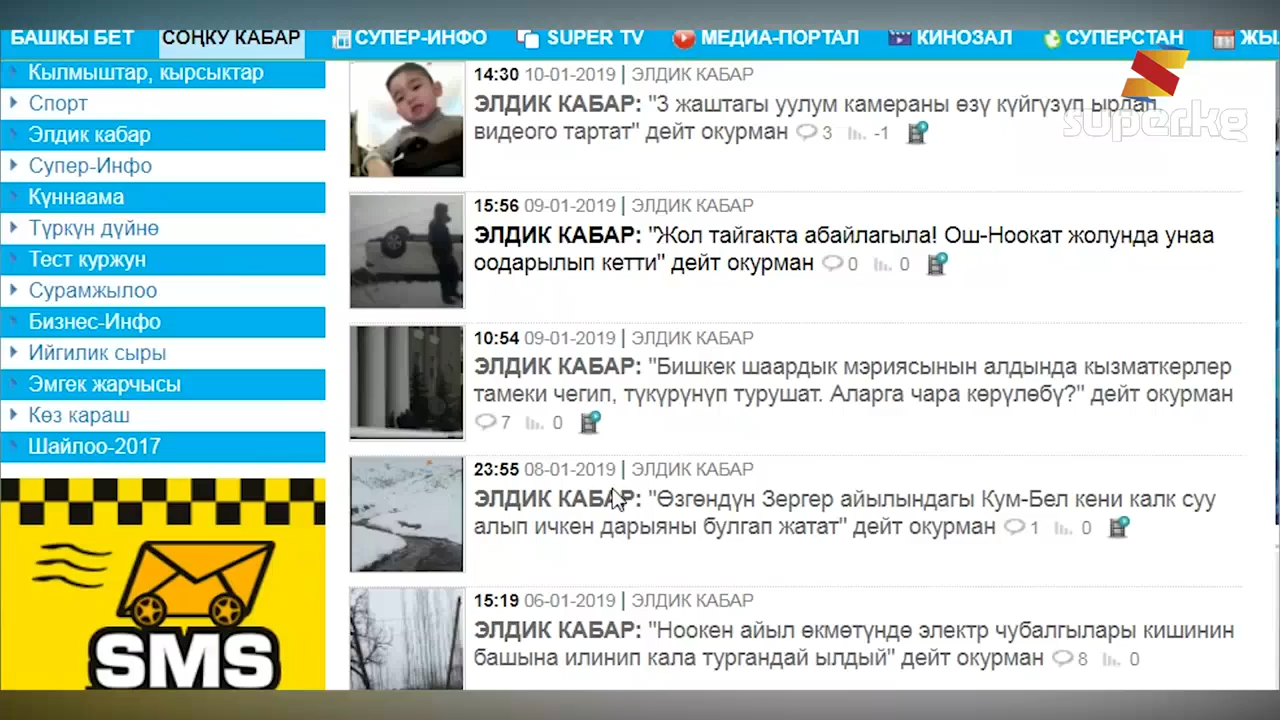 БАШКЫ БЕТ СОҢКУ КАБАР СУПЕР-ИНФО SUPER TV МЕДИА-ПОРТАЛ КИНОЗАЛ СУПЕРСТАН ЖЫ
super.kg
Кылмыштар, кырсыктар
Спорт
Элдик кабар
Супер-Инфо
Күннаама
Түркүн дүйнө
Тест куржун
Сурамжылоо
Бизнес-Инфо
Ийгилик сыры
Эмгек жарчысы
Көз караш
Шайлоо-2017
SMS
14:30 10-01-2019 | ЭЛДИК КАБАР
ЭЛДИК КАБАР: "3 жаштагы уулум камераны өзү күйгүзүп ырдап,
видеого тартат" дейт окурман 3 -1
15:56 09-01-2019 | ЭЛДИК КАБАР
ЭЛДИК КАБАР: "Жол тайгакта абайлагыла! Ош-Ноокат жолунда унаа
оодарылып кетти" дейт окурман 0 0
10:54 09-01-2019 | ЭЛДИК КАБАР
ЭЛДИК КАБАР: "Бишкек шаардык мэриясынын алдында кызматкерлер
тамеки чегип, түкүрүнүп турушат. Аларга чара көрүлөбү?" дейт окурман
7 0
23:55 08-01-2019 | ЭЛДИК КАБАР
ЭЛДИК КАБАР: "Өзгөндүн Зергер айылындагы Кум-Бел кени калк суу
алып ичкен дарыяны булгап жатат" дейт окурман 1 0
15:19 06-01-2019 | ЭЛДИК КАБАР
ЭЛДИК КАБАР: "Ноокен айыл өкмөтүндө электр чубалгылары кишинин
башына илинип кала тургандай ылдый" дейт окурман 8 0